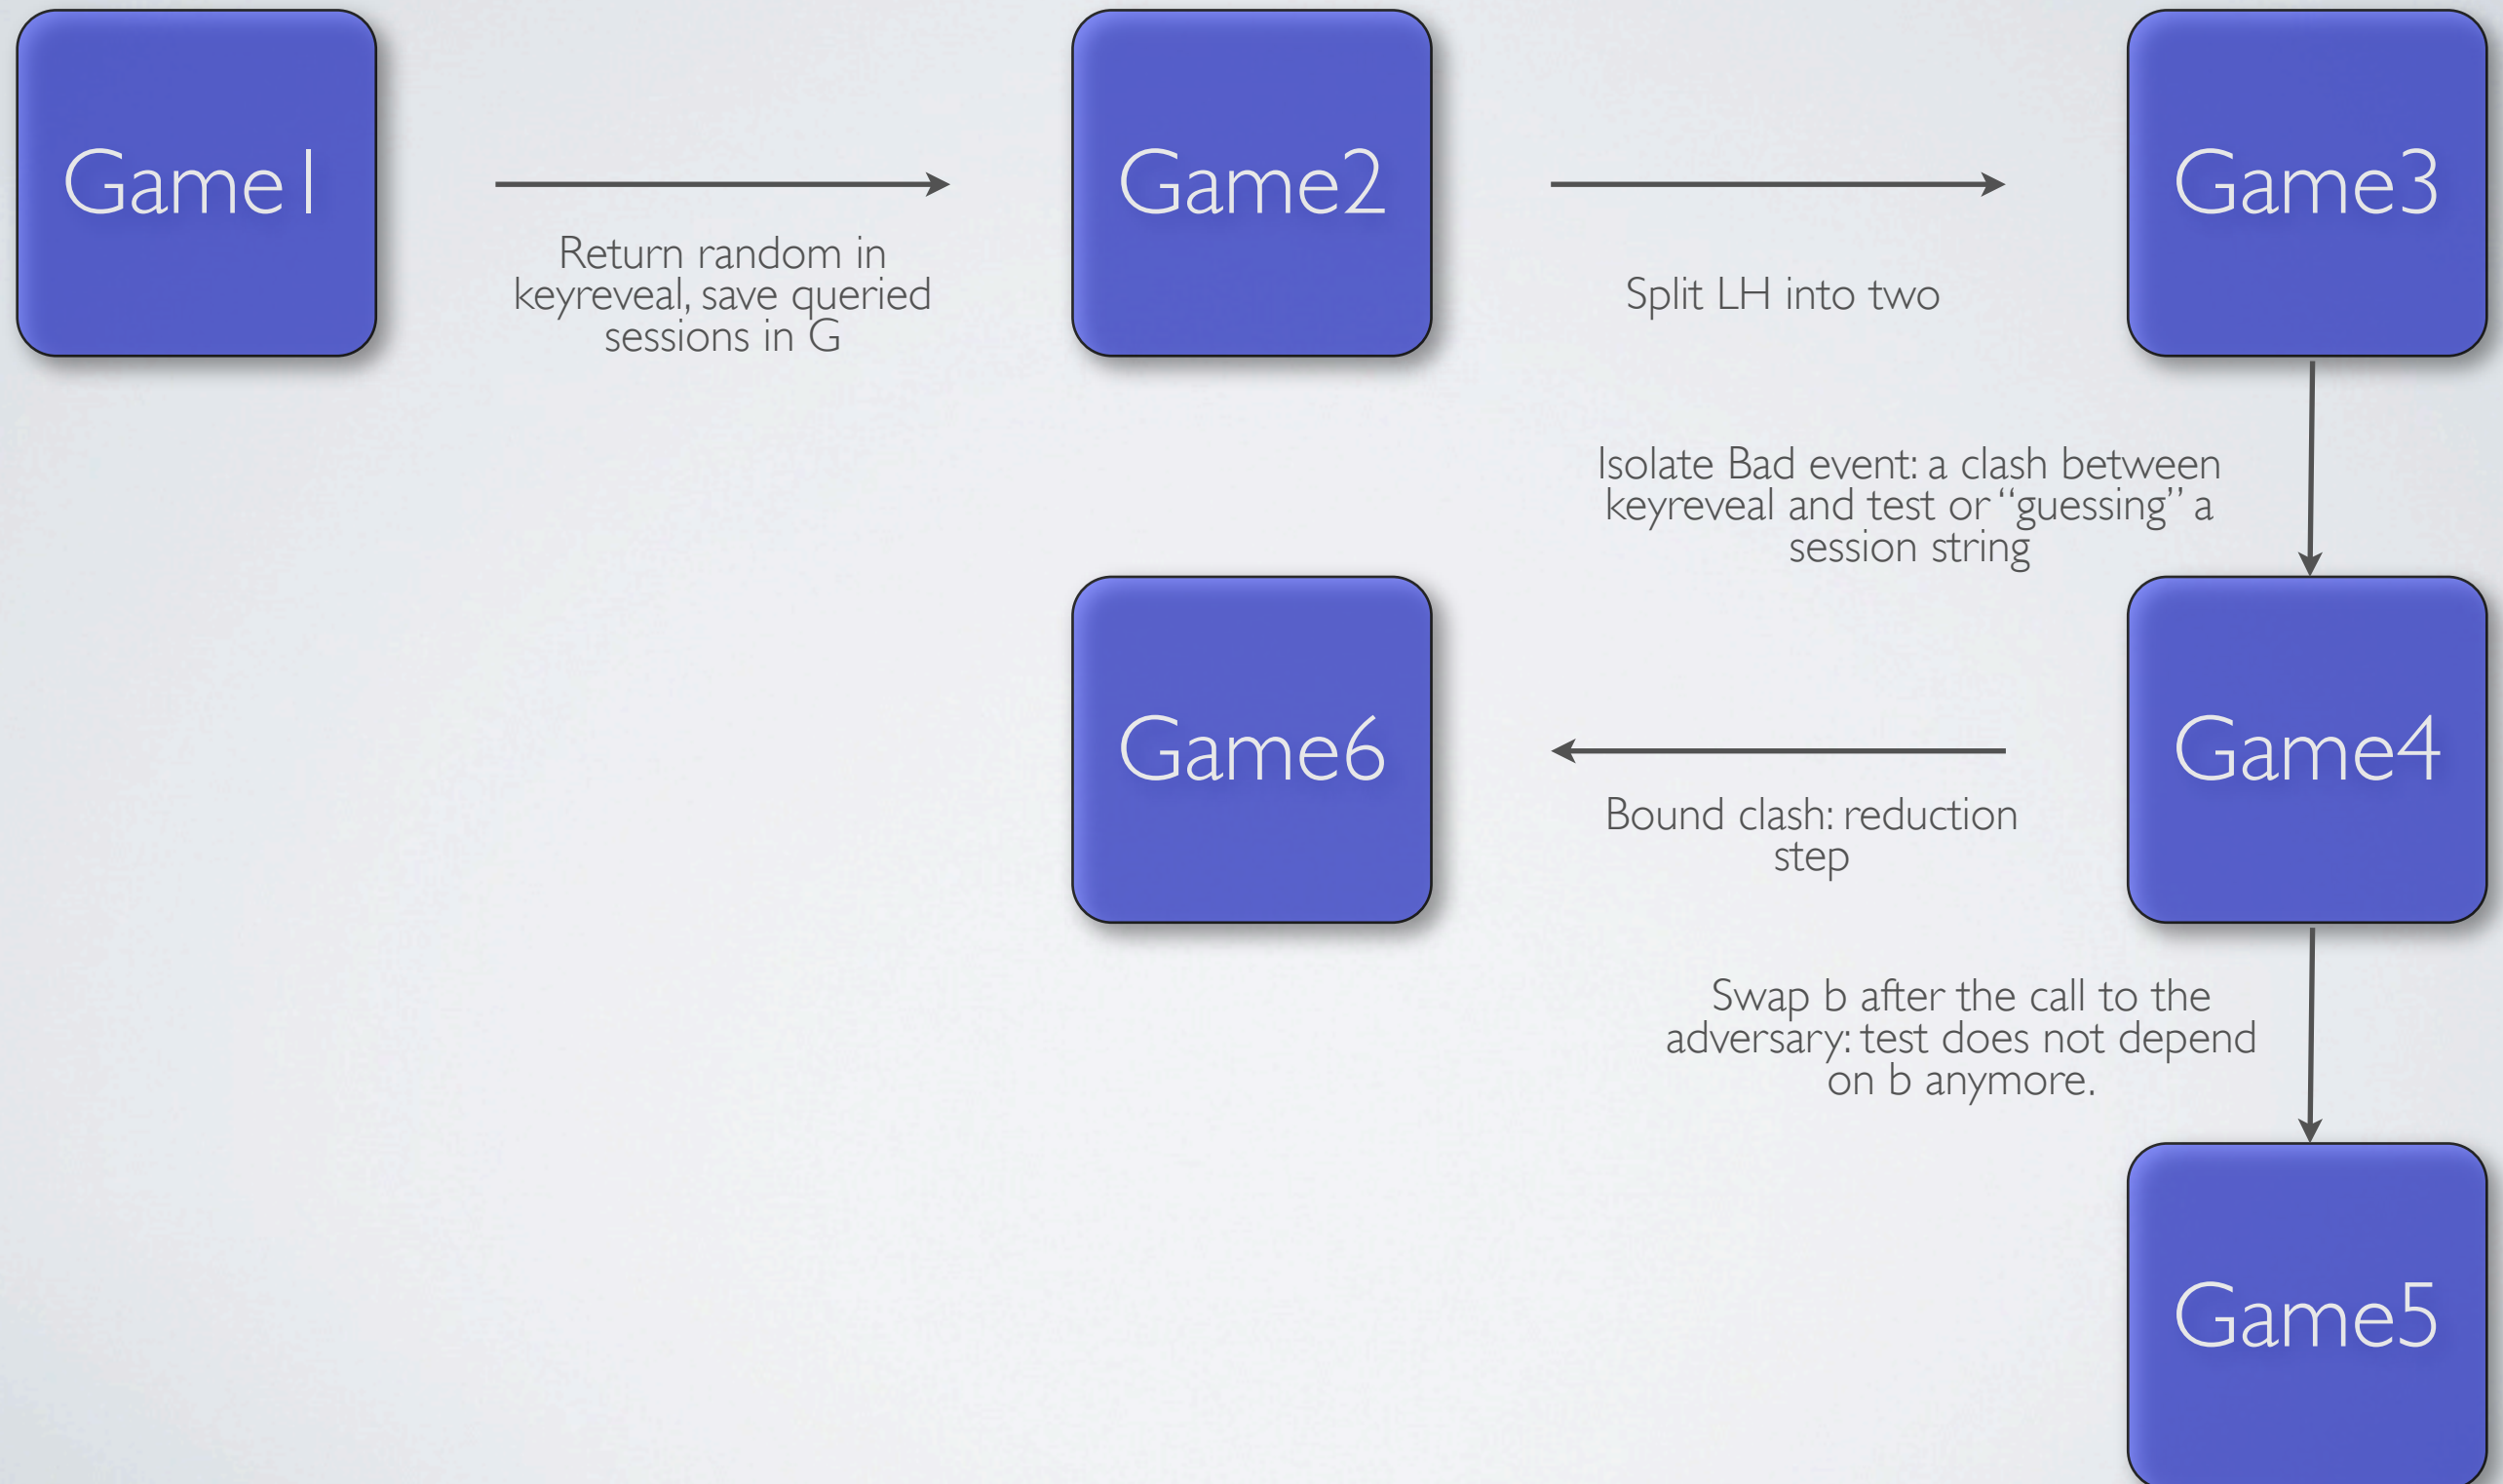 Game1
Game2
Game3
Return random in
keyreveal, save queried
sessions in G
Split LH into two
Isolate Bad event: a clash between
keyreveal and test or “guessing” a
session string
Game6
Game4
Bound clash: reduction
step
Swap b after the call to the
adversary: test does not depend
on b anymore.
Game5